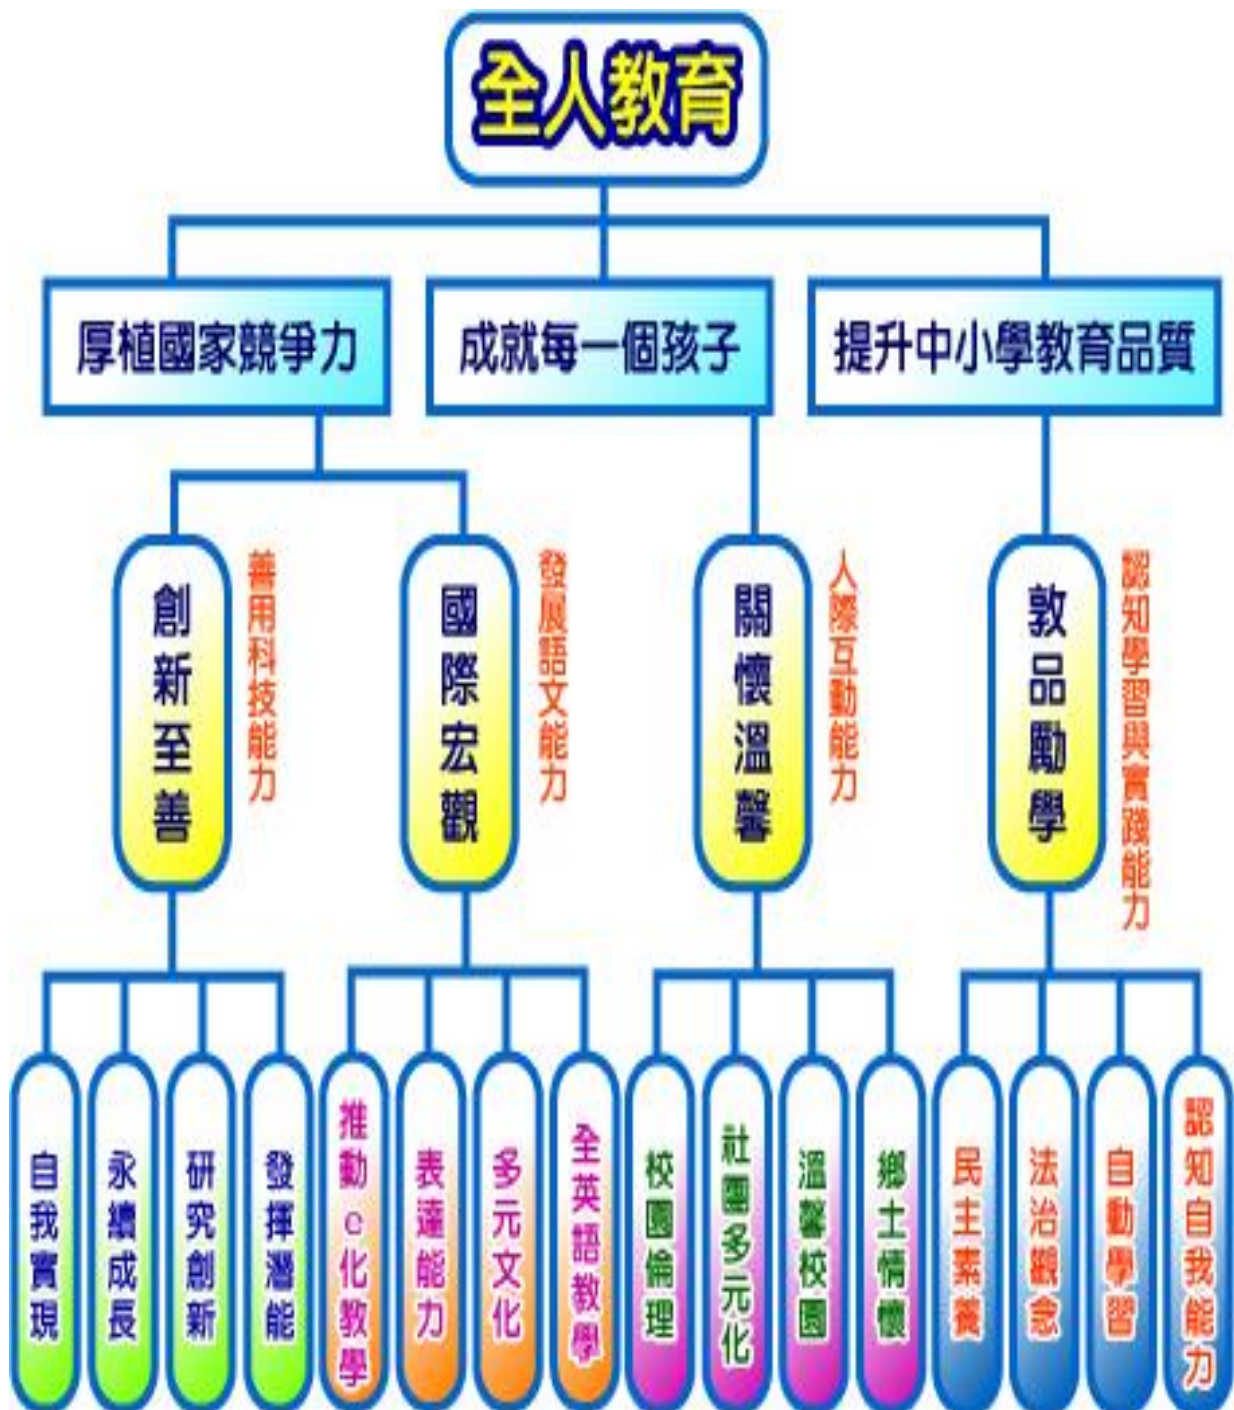 全人教育
厚植國家競爭力
成就每一個孩子
提升中小學教育品質
創新至善
善用科技能力
國際宏觀
發展語文能力
關懷溫馨
人際互動能力
敦品勵學
認知學習與實踐能力
自我實現
永續成長
研究創新
發揮潛能
推動e化教學
表達能力
多元文化
全英語教學
校園倫理
社團多元化
溫馨校園
鄉土情懷
民主素養
法治觀念
自動學習
認知自我能力